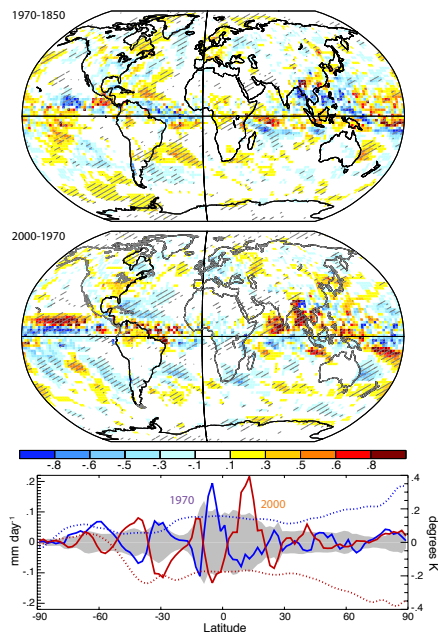 1970-1850
2000-1970
-.8 -.6 -.5 -.3 -.1 .1 .3 .5 .6 .8
.2
.1
0
-.1
-.2
mm day-1
1970
2000
.4
.2
0
-.2
-.4
degrees K
-90 -60 -30 0 30 60 90
Latitude